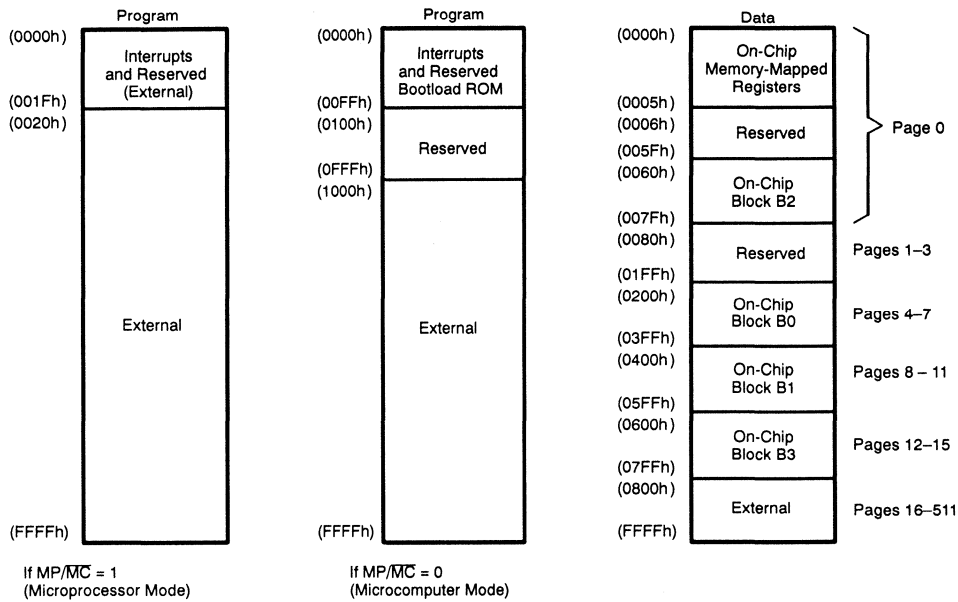 Program
(0000h)
Interrupts
and Reserved
(External)
(001Fh)
(0020h)
External
(FFFFh)
If MP/M̅C̅ = 1
(Microprocessor Mode)
Program
(0000h)
Interrupts
and Reserved
Bootload ROM
(00FFh)
(0100h)
Reserved
(0FFFh)
(1000h)
External
(FFFFh)
If MP/M̅C̅ = 0
(Microcomputer Mode)
Data
(0000h)
On-Chip
Memory-Mapped
Registers
(0005h)
(0006h)
Reserved
(005Fh)
(0060h)
On-Chip
Block B2
(007Fh)
Page 0
(0080h)
Reserved
Pages 1–3
(01FFh)
(0200h)
On-Chip
Block B0
Pages 4–7
(03FFh)
(0400h)
On-Chip
Block B1
Pages 8 – 11
(05FFh)
(0600h)
On-Chip
Block B3
Pages 12–15
(07FFh)
(0800h)
External
Pages 16–511
(FFFFh)